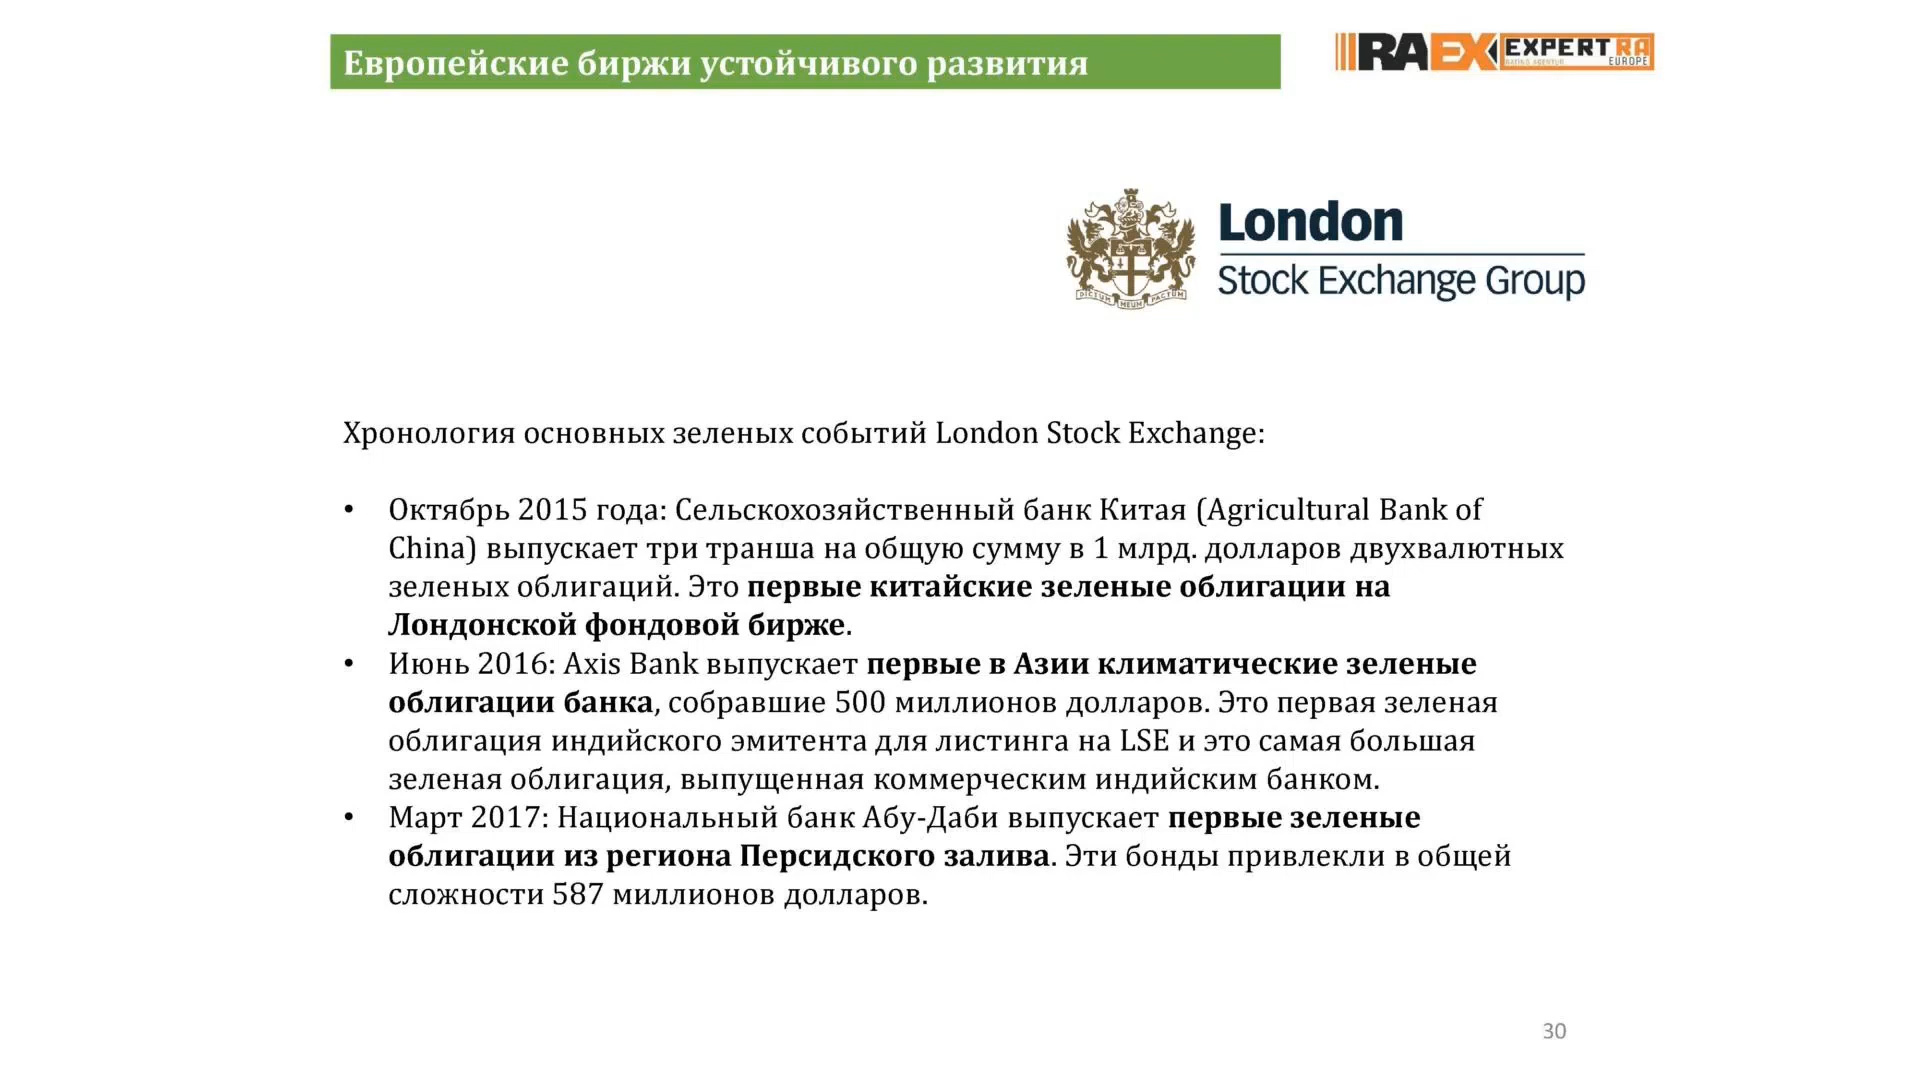 Европейские биржи устойчивого развития
RAEX EXPERT RA
RATING AGENTUR EUROPE
London
Stock Exchange Group
DICTUM MEUM PACTUM
Хронология основных зеленых событий London Stock Exchange:
• Октябрь 2015 года: Сельскохозяйственный банк Китая (Agricultural Bank of
China) выпускает три транша на общую сумму в 1 млрд. долларов двухвалютных
зеленых облигаций. Это первые китайские зеленые облигации на
Лондонской фондовой бирже.
• Июнь 2016: Axis Bank выпускает первые в Азии климатические зеленые
облигации банка, собравшие 500 миллионов долларов. Это первая зеленая
облигация индийского эмитента для листинга на LSE и это самая большая
зеленая облигация, выпущенная коммерческим индийским банком.
• Март 2017: Национальный банк Абу-Даби выпускает первые зеленые
облигации из региона Персидского залива. Эти бонды привлекли в общей
сложности 587 миллионов долларов.
30